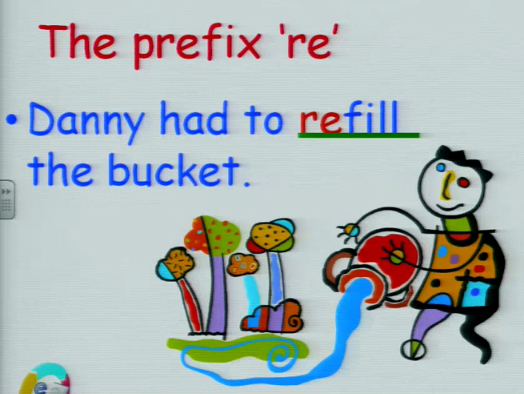 The prefix ‘re’
• Danny had to refill
the bucket.